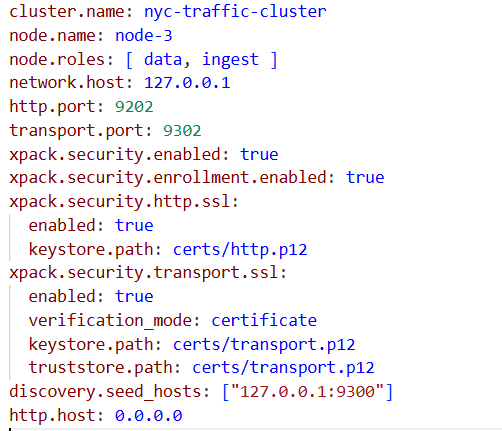 cluster.name: nyc-traffic-cluster
node.name: node-3
node.roles: [ data, ingest ]
network.host: 127.0.0.1
http.port: 9202
transport.port: 9302
xpack.security.enabled: true
xpack.security.enrollment.enabled: true
xpack.security.http.ssl:
  enabled: true
  keystore.path: certs/http.p12
xpack.security.transport.ssl:
  enabled: true
  verification_mode: certificate
  keystore.path: certs/transport.p12
  truststore.path: certs/transport.p12
discovery.seed_hosts: ["127.0.0.1:9300"]
http.host: 0.0.0.0